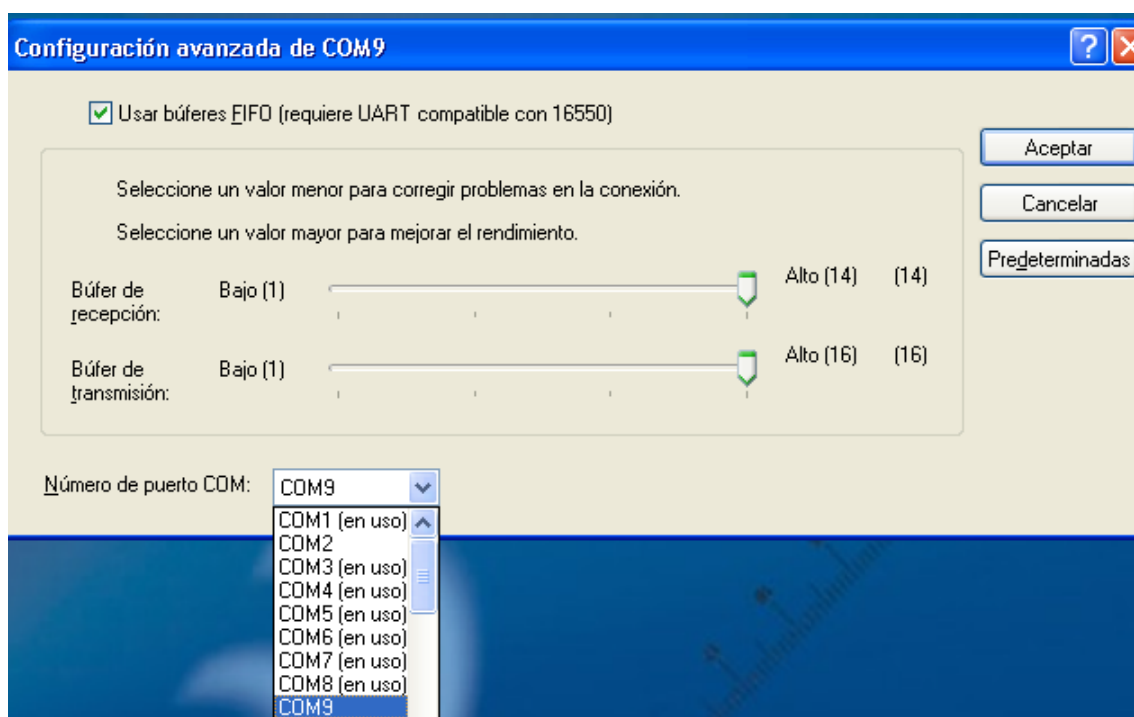 Configuración avanzada de COM9
Usar búferes FIFO (requiere UART compatible con 16550)
Seleccione un valor menor para corregir problemas en la conexión.
Seleccione un valor mayor para mejorar el rendimiento.
Búfer de recepción: Bajo (1) Alto (14) (14)
Búfer de transmisión: Bajo (1) Alto (16) (16)
Aceptar
Cancelar
Predeterminadas
Número de puerto COM: COM9
COM1 (en uso)
COM2
COM3 (en uso)
COM4 (en uso)
COM5 (en uso)
COM6 (en uso)
COM7 (en uso)
COM8 (en uso)
COM9